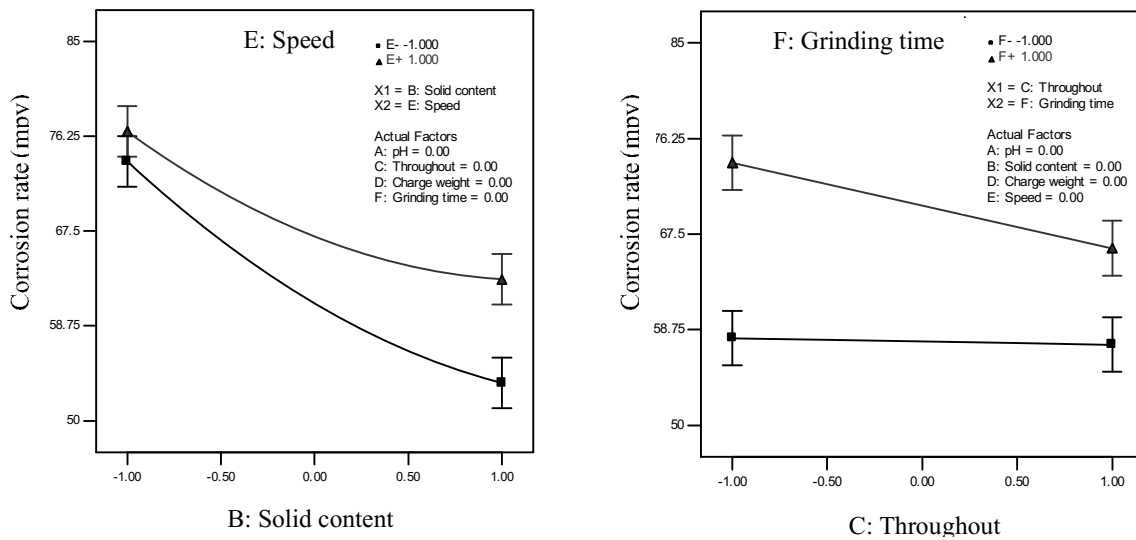 E: Speed
E- -1.000
E+ 1.000
X1 = B: Solid content
X2 = E: Speed
Actual Factors
A: pH = 0.00
C: Throughout = 0.00
D: Charge weight = 0.00
F: Grinding time = 0.00
Corrosion rate (mpy)
85
76.25
67.5
58.75
50
-1.00 -0.50 0.00 0.50 1.00
B: Solid content
F: Grinding time
F- -1.000
F+ 1.000
X1 = C: Throughout
X2 = F: Grinding time
Actual Factors
A: pH = 0.00
B: Solid content = 0.00
D: Charge weight = 0.00
E: Speed = 0.00
Corrosion rate (mpy)
85
76.25
67.5
58.75
50
-1.00 -0.50 0.00 0.50 1.00
C: Throughout